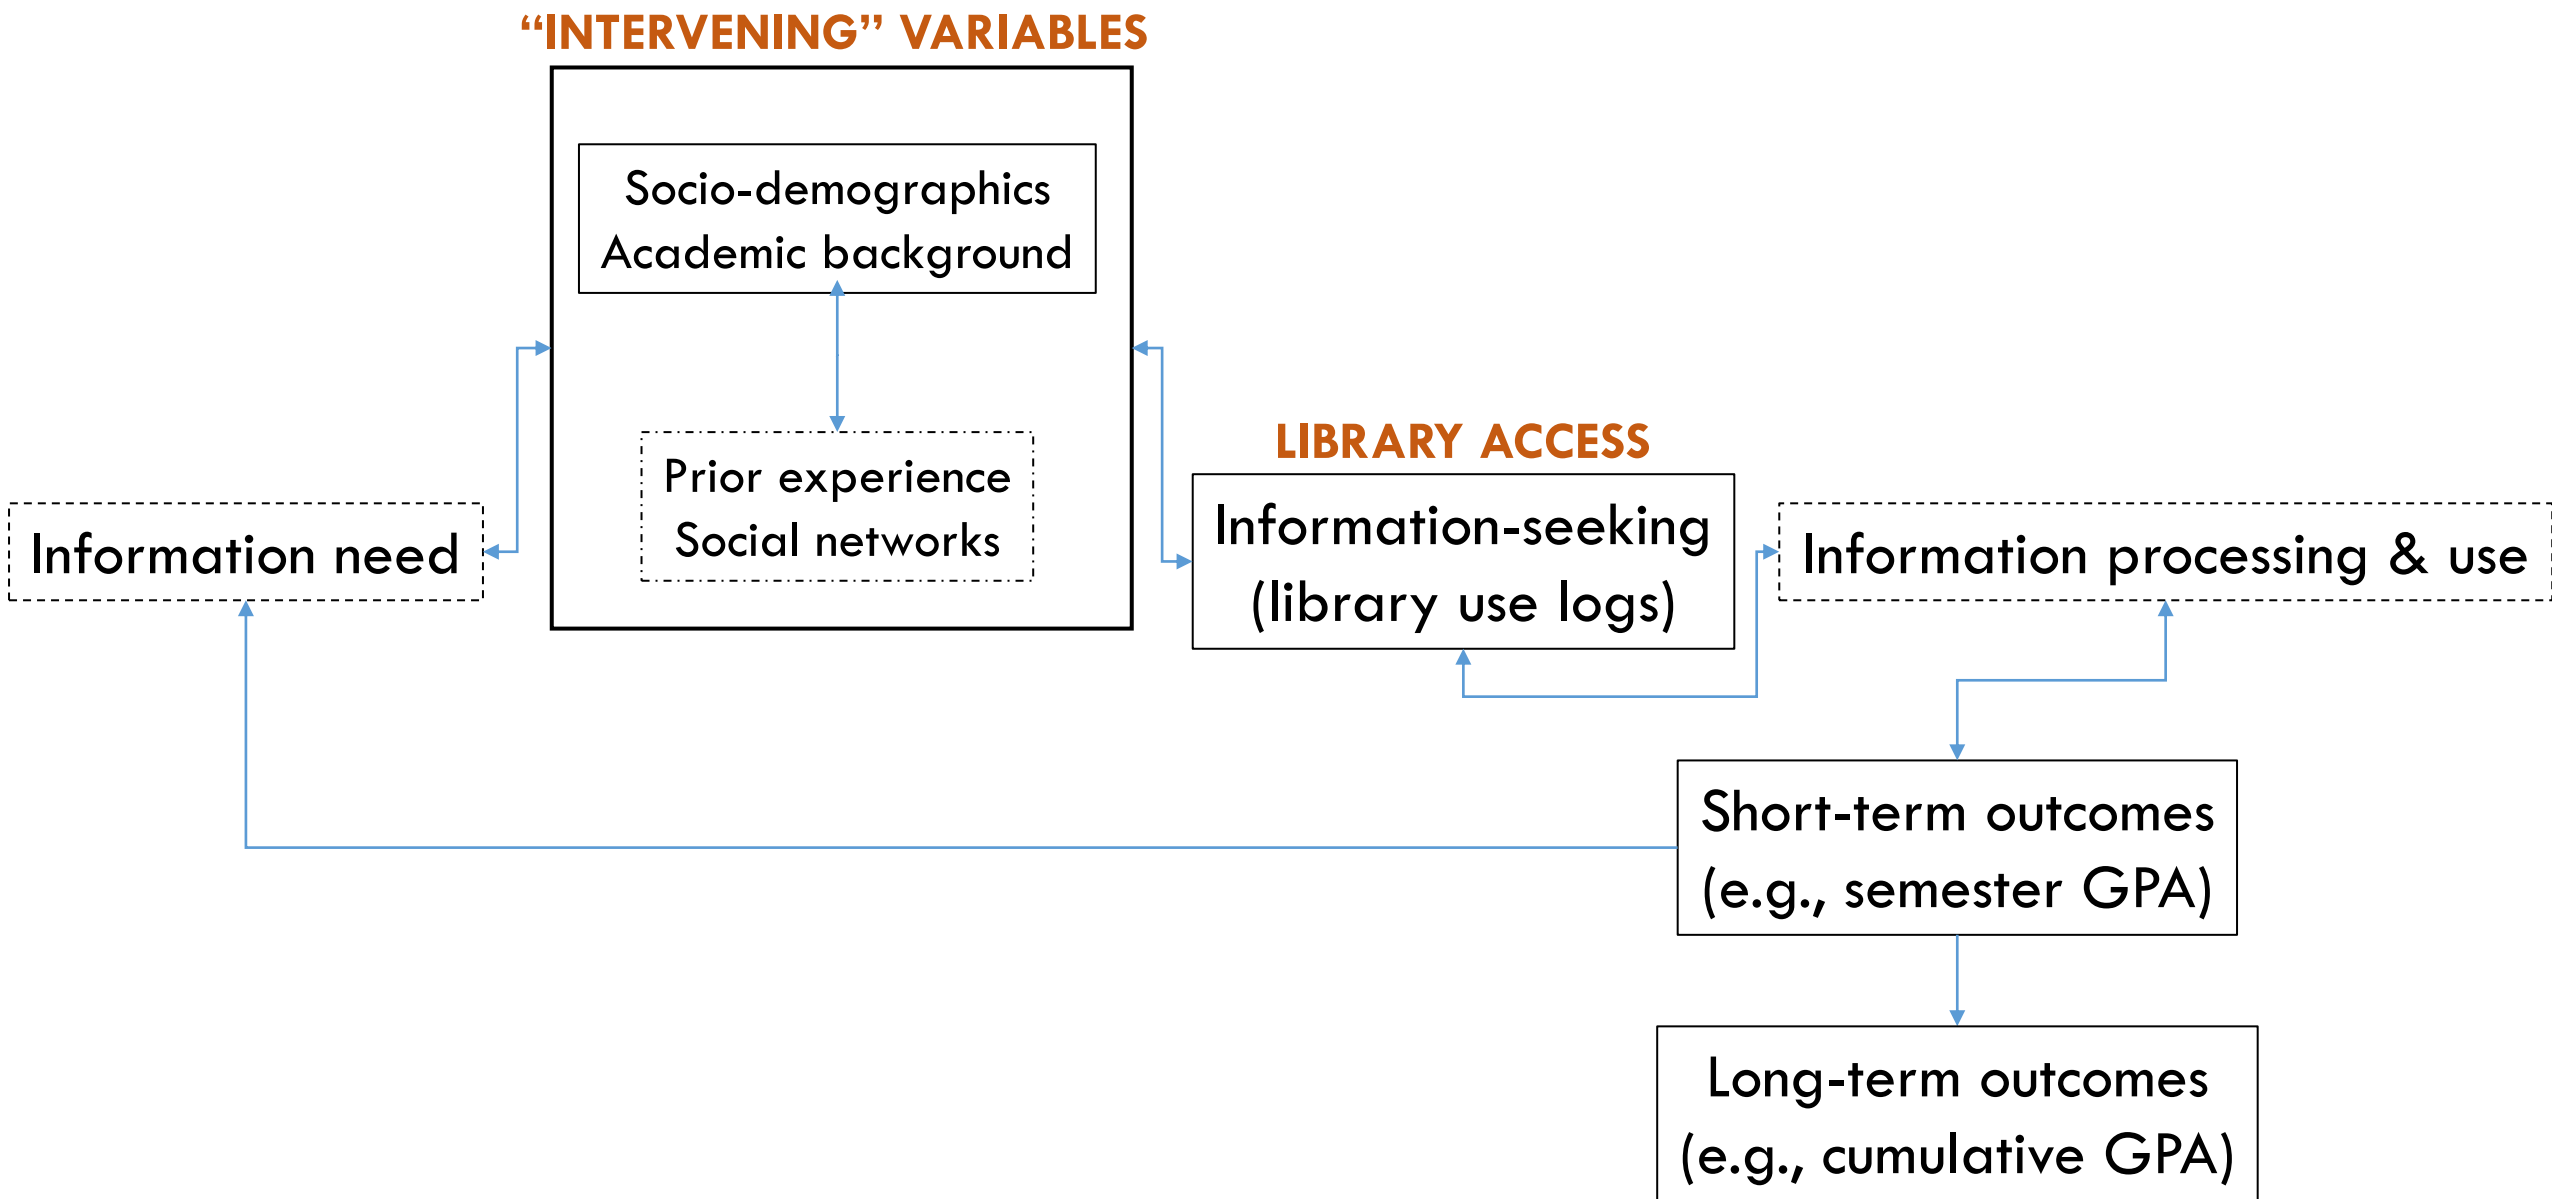 “INTERVENING” VARIABLES
Socio-demographics
Academic background
Prior experience
Social networks
Information need
LIBRARY ACCESS
Information-seeking
(library use logs)
Information processing & use
Short-term outcomes
(e.g., semester GPA)
Long-term outcomes
(e.g., cumulative GPA)